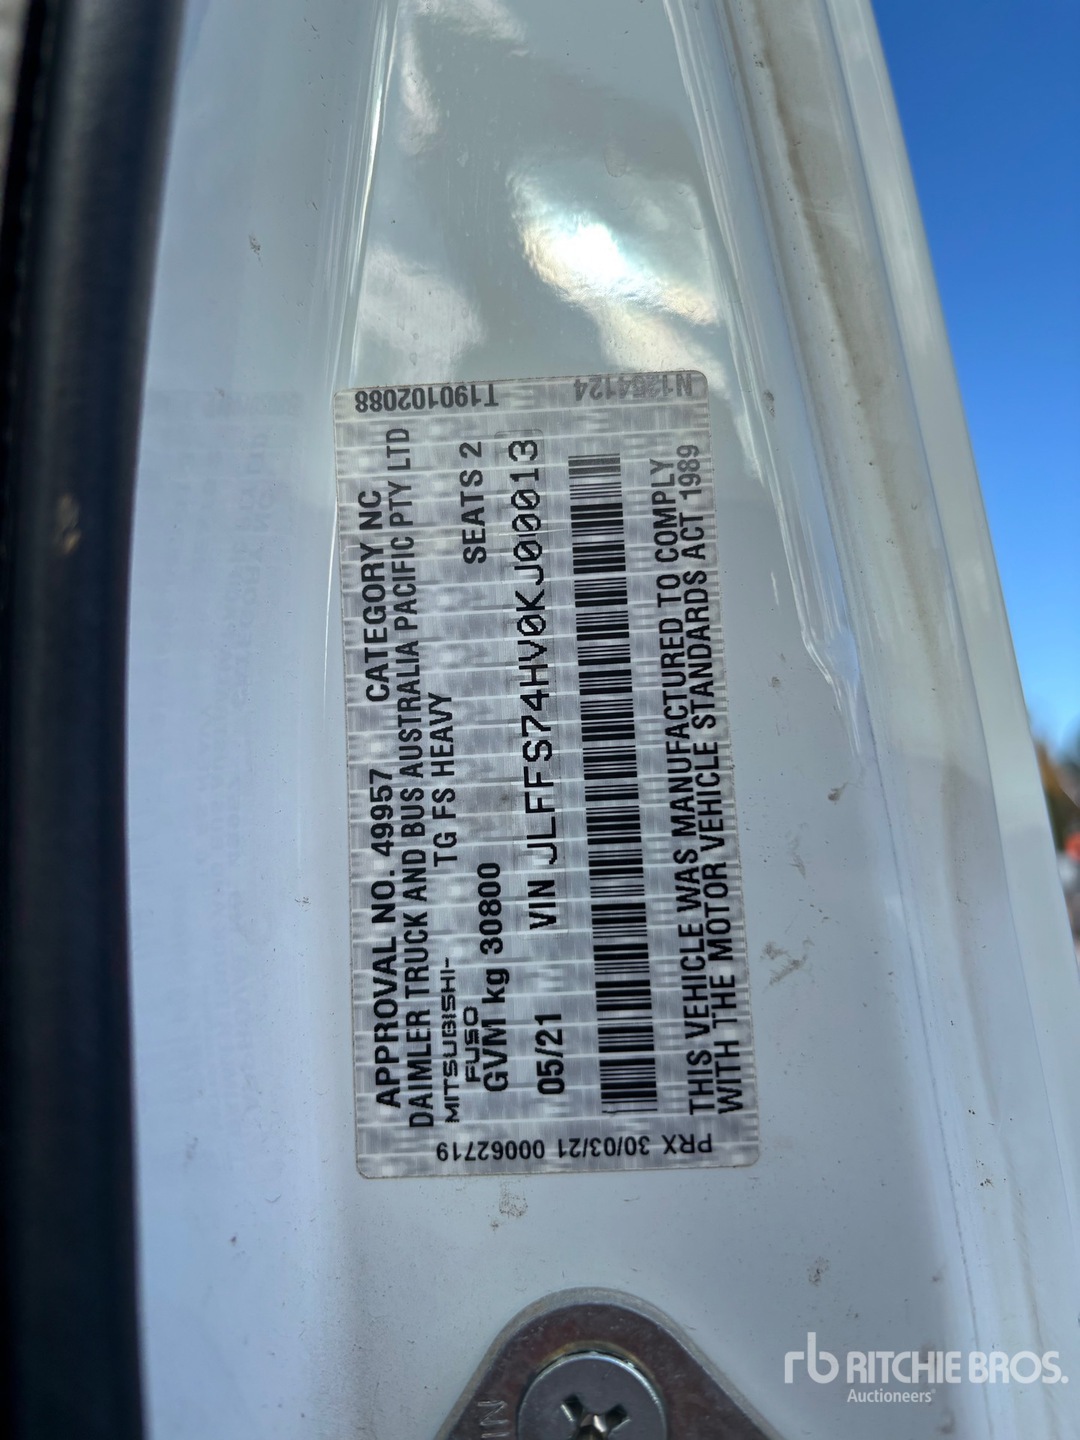 T190102088
N1264124
APPROVAL NO. 49957 CATEGORY NC
DAIMLER TRUCK AND BUS AUSTRALIA PACIFIC PTY LTD
MITSUBISHI-FUSO
TG FS HEAVY
GVM kg 30800 SEATS 2
05/21 VIN JLFFS74HV0KJ00013
THIS VEHICLE WAS MANUFACTURED TO COMPLY
WITH THE MOTOR VEHICLE STANDARDS ACT 1989
PRX 30/03/21 00062719
rb RITCHIE BROS.
Auctioneers